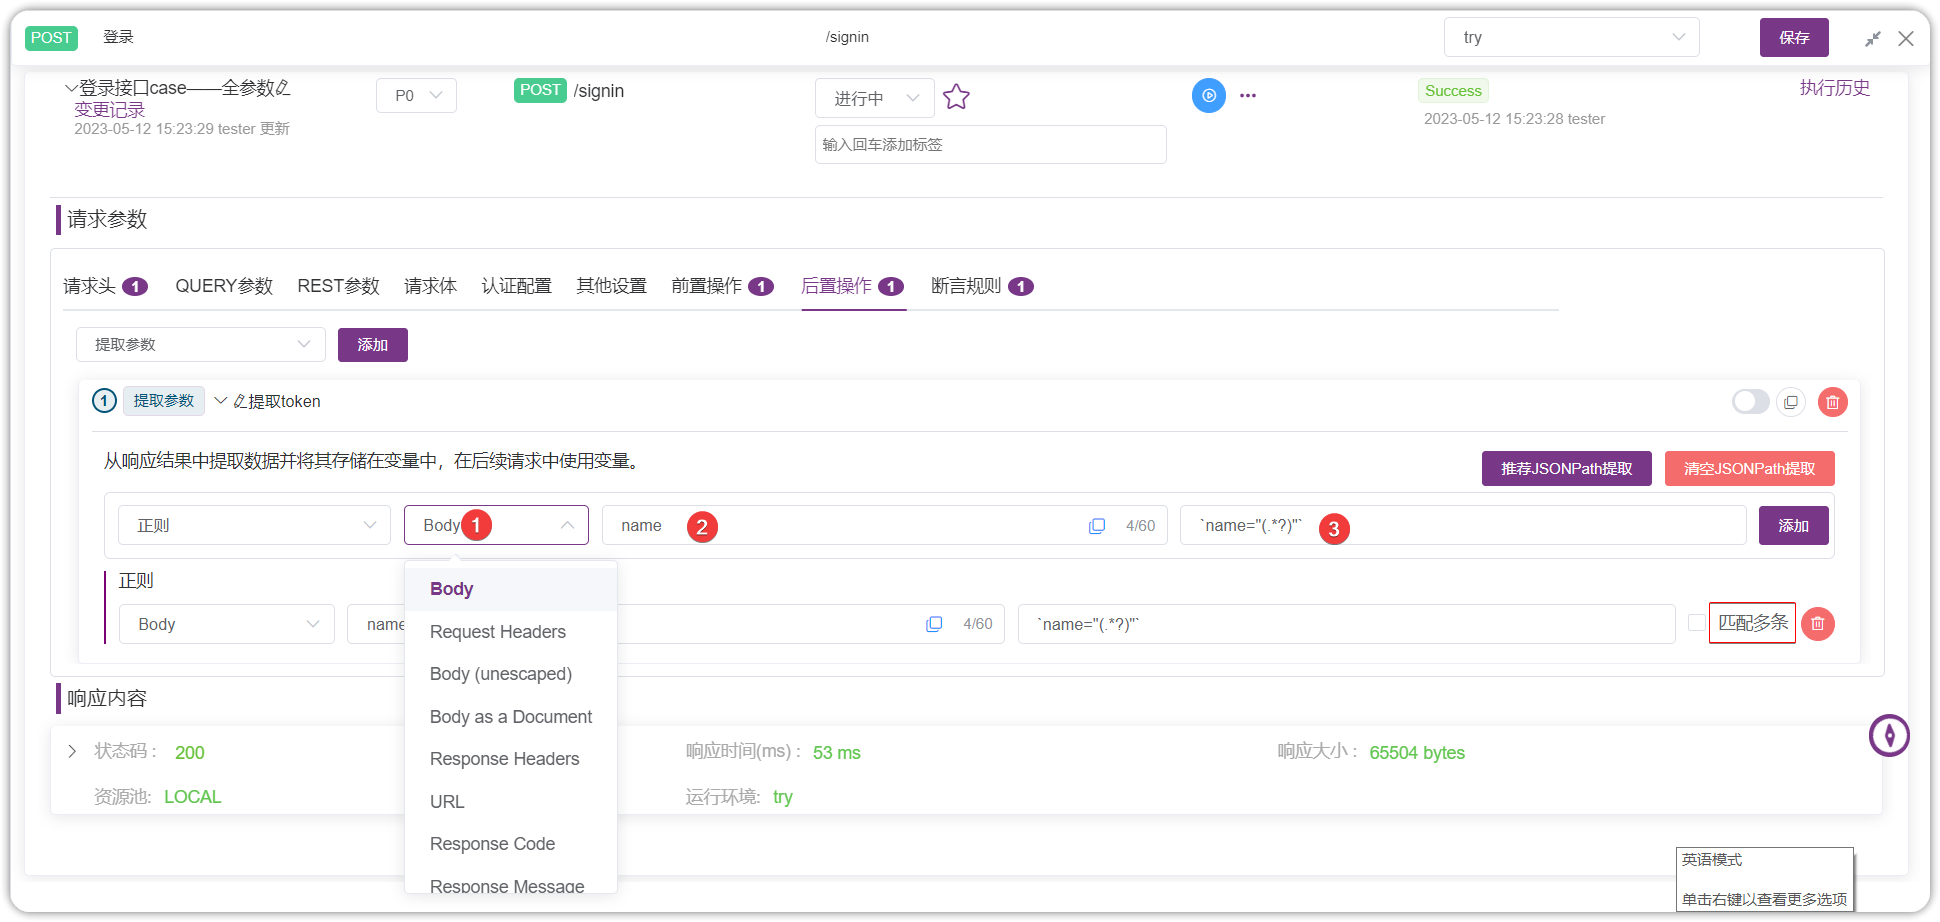 POST 登录 /signin try 保存
登录接口case——全参数 P0 POST /signin 进行中 Success 执行历史
变更记录
2023-05-12 15:23:29 tester 更新 2023-05-12 15:23:28 tester
输入回车添加标签
请求参数
请求头 1 QUERY参数 REST参数 请求体 认证配置 其他设置 前置操作 1 后置操作 1 断言规则 1
提取参数 添加
1 提取参数 提取token
从响应结果中提取数据并将其存储在变量中，在后续请求中使用变量。 推荐JSONPath提取 清空JSONPath提取
正则 Body 1 name 2 4/60 `name="(.*?)"` 3 添加
正则
Body name 4/60 `name="(.*?)"` 匹配多条
Body
Request Headers
Body (unescaped)
Body as a Document
Response Headers
URL
Response Code
Response Message
响应内容
状态码： 200 响应时间(ms)： 53 ms 响应大小： 65504 bytes
资源池: LOCAL 运行环境: try
英语模式
单击右键以查看更多选项